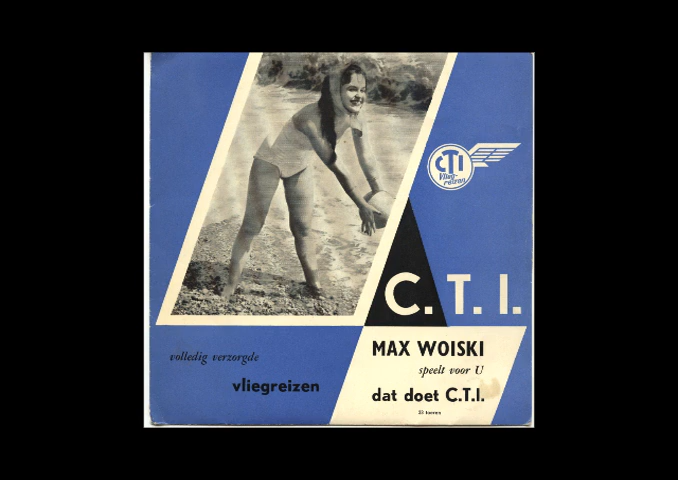 CTI
Vlieg-
reizen
C. T. I.
volledig verzorgde
vliegreizen
MAX WOISKI
speelt voor U
dat doet C.T.I.